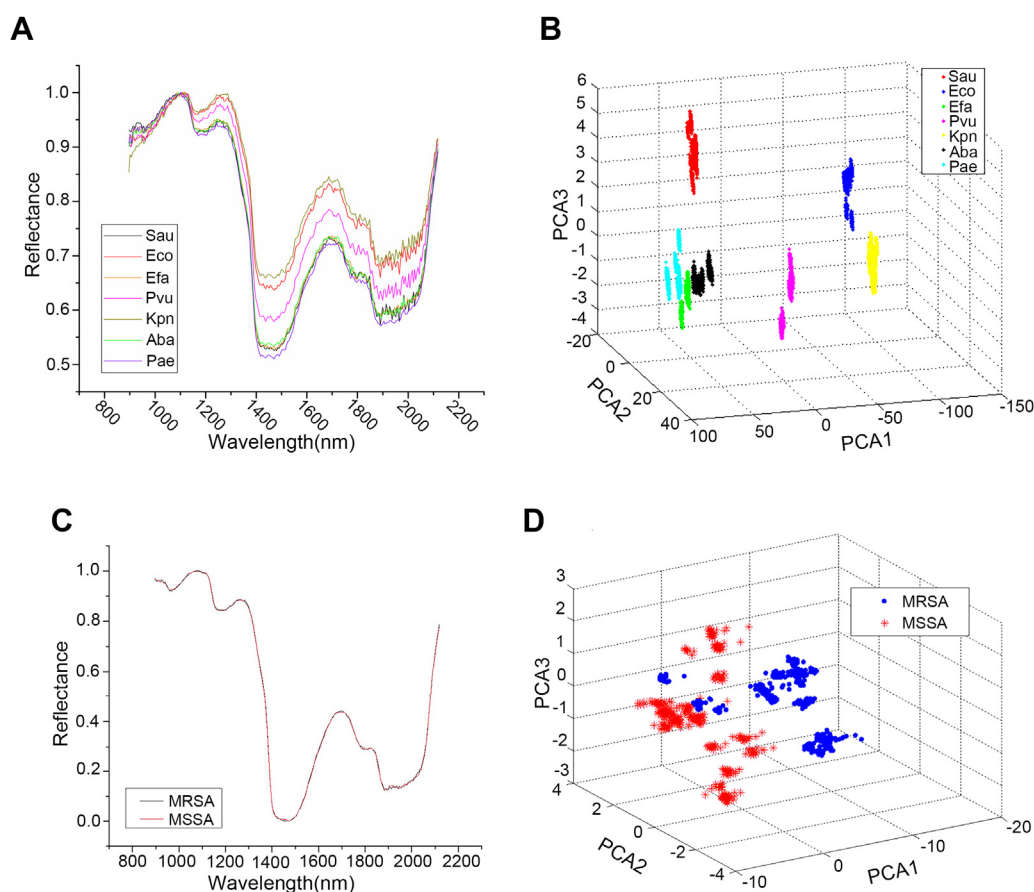 A
1.0
0.9
0.8
0.7
0.6
0.5
Reflectance
Sau
Eco
Efa
Pvu
Kpn
Aba
Pae
800
1000
1200
1400
1600
1800
2000
2200
Wavelength(nm)
B
6
5
4
3
2
1
0
-1
-2
-3
-4
PCA3
-20
0
20
40
PCA2
100
50
0
-50
-100
-150
PCA1
Sau
Eco
Efa
Pvu
Kpn
Aba
Pae
C
1.0
0.8
0.6
0.4
0.2
0.0
Reflectance
MRSA
MSSA
800
1000
1200
1400
1600
1800
2000
2200
Wavelength(nm)
D
3
2
1
0
-1
-2
-3
PCA3
4
2
0
-2
-4
PCA2
-10
0
-10
-20
PCA1
MRSA
MSSA